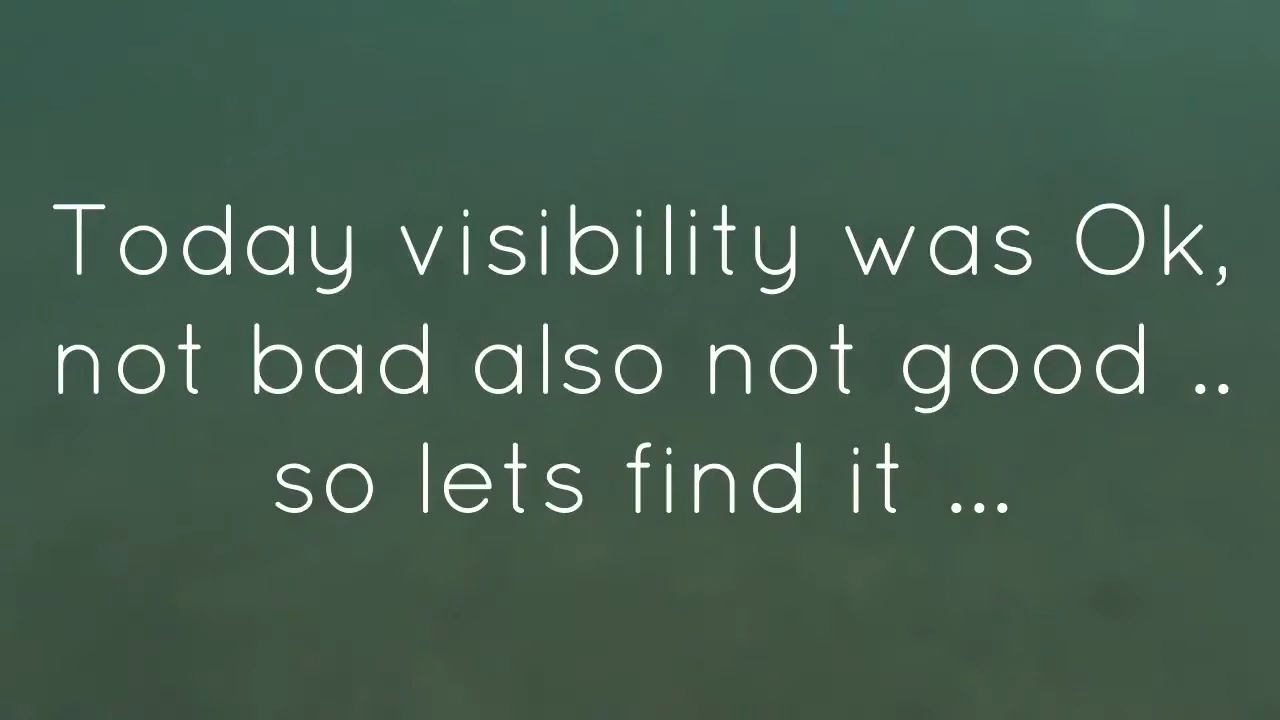 Today visibility was Ok,
not bad also not good ..
so lets find it ...